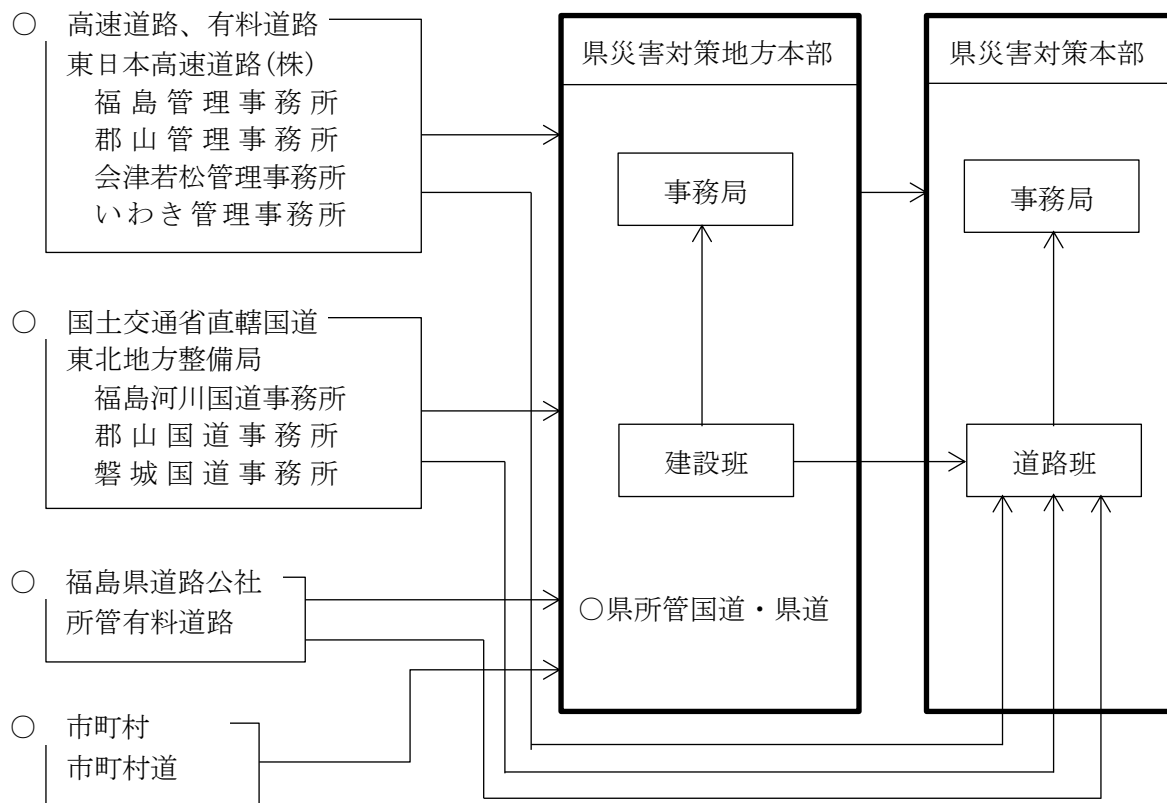 ○ 高速道路、有料道路
東日本高速道路(株)
福島管理事務所
郡山管理事務所
会津若松管理事務所
いわき管理事務所
○ 国土交通省直轄国道
東北地方整備局
福島河川国道事務所
郡山国道事務所
磐城国道事務所
○ 福島県道路公社
所管有料道路
○ 市町村
市町村道
県災害対策地方本部
事務局
建設班
○県所管国道・県道
県災害対策本部
事務局
道路班